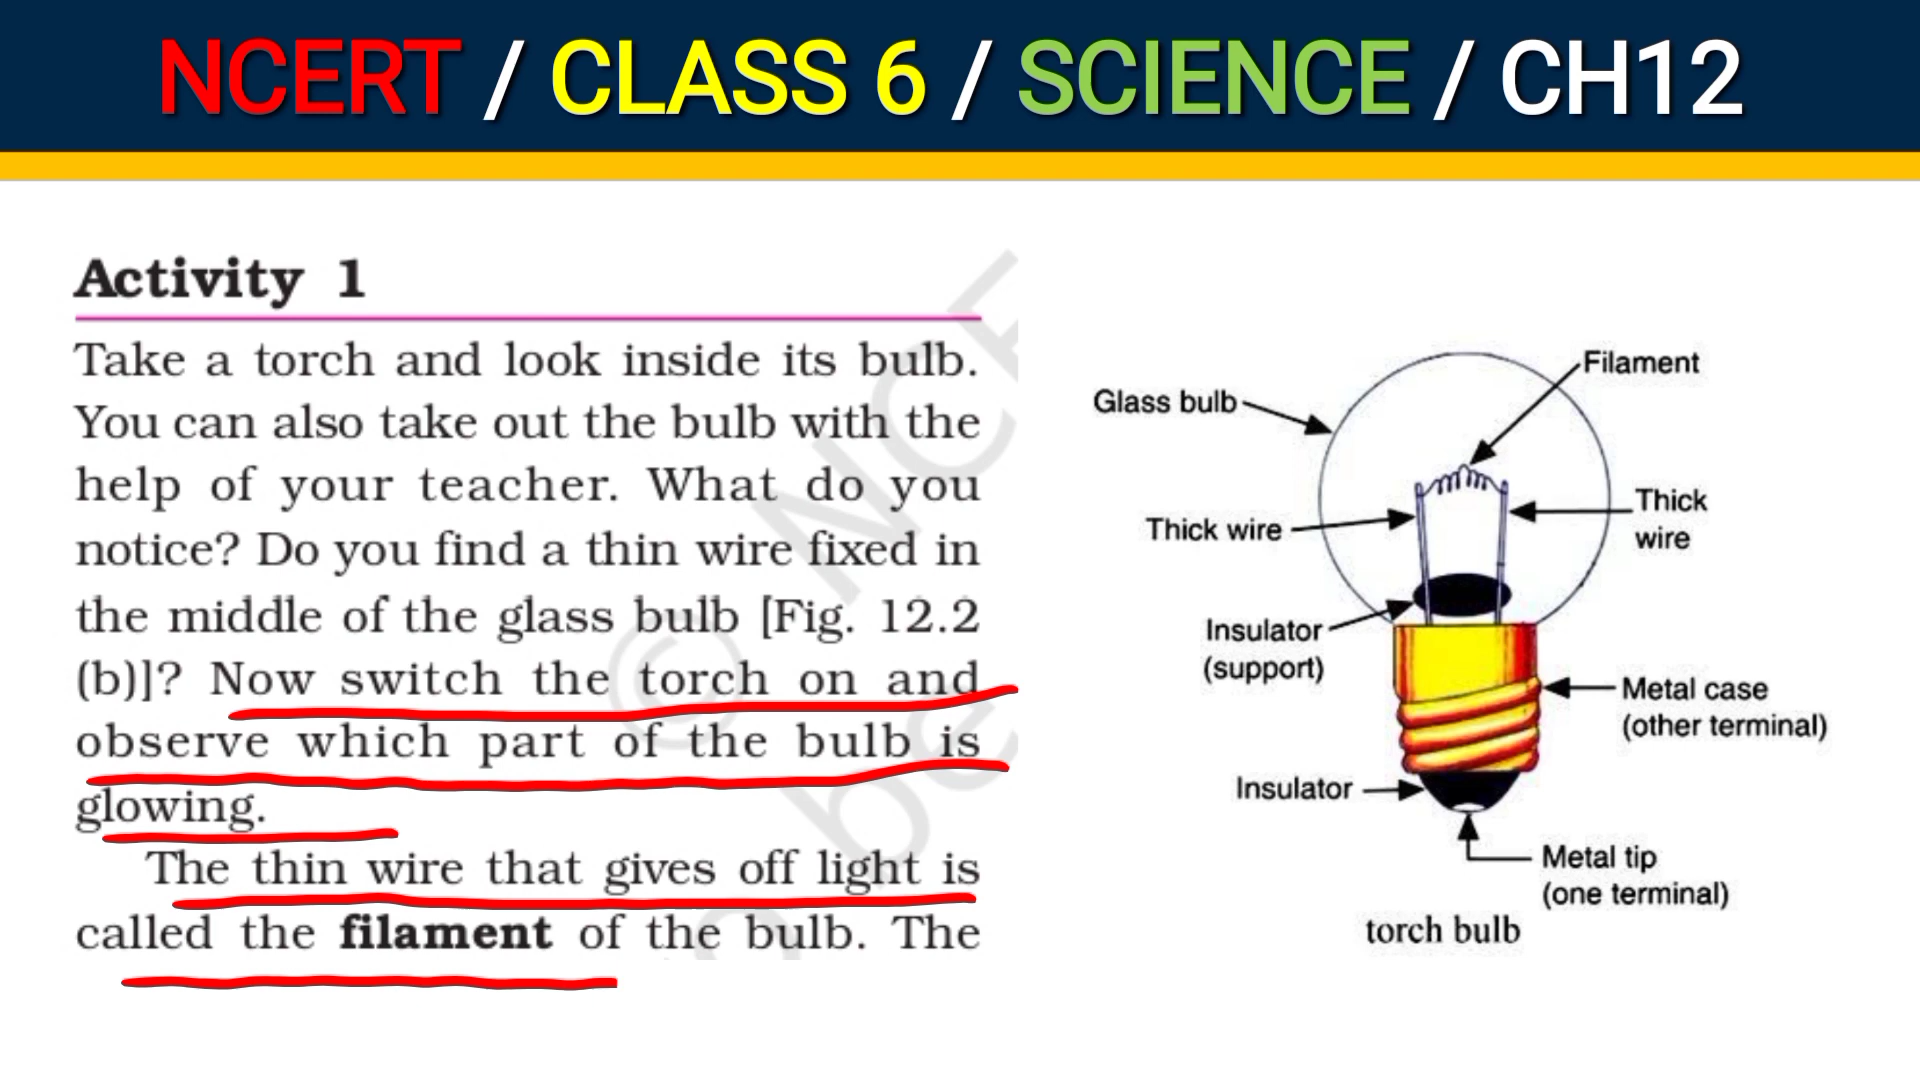 NCERT / CLASS 6 / SCIENCE / CH12
Activity 1
Take a torch and look inside its bulb.
You can also take out the bulb with the
help of your teacher. What do you
notice? Do you find a thin wire fixed in
the middle of the glass bulb [Fig. 12.2
(b)]? Now switch the torch on and
observe which part of the bulb is
glowing.
The thin wire that gives off light is
called the filament of the bulb. The
Filament
Glass bulb
Thick wire
Thick
wire
Insulator
(support)
Metal case
(other terminal)
Insulator
Metal tip
(one terminal)
torch bulb
© NCE
be